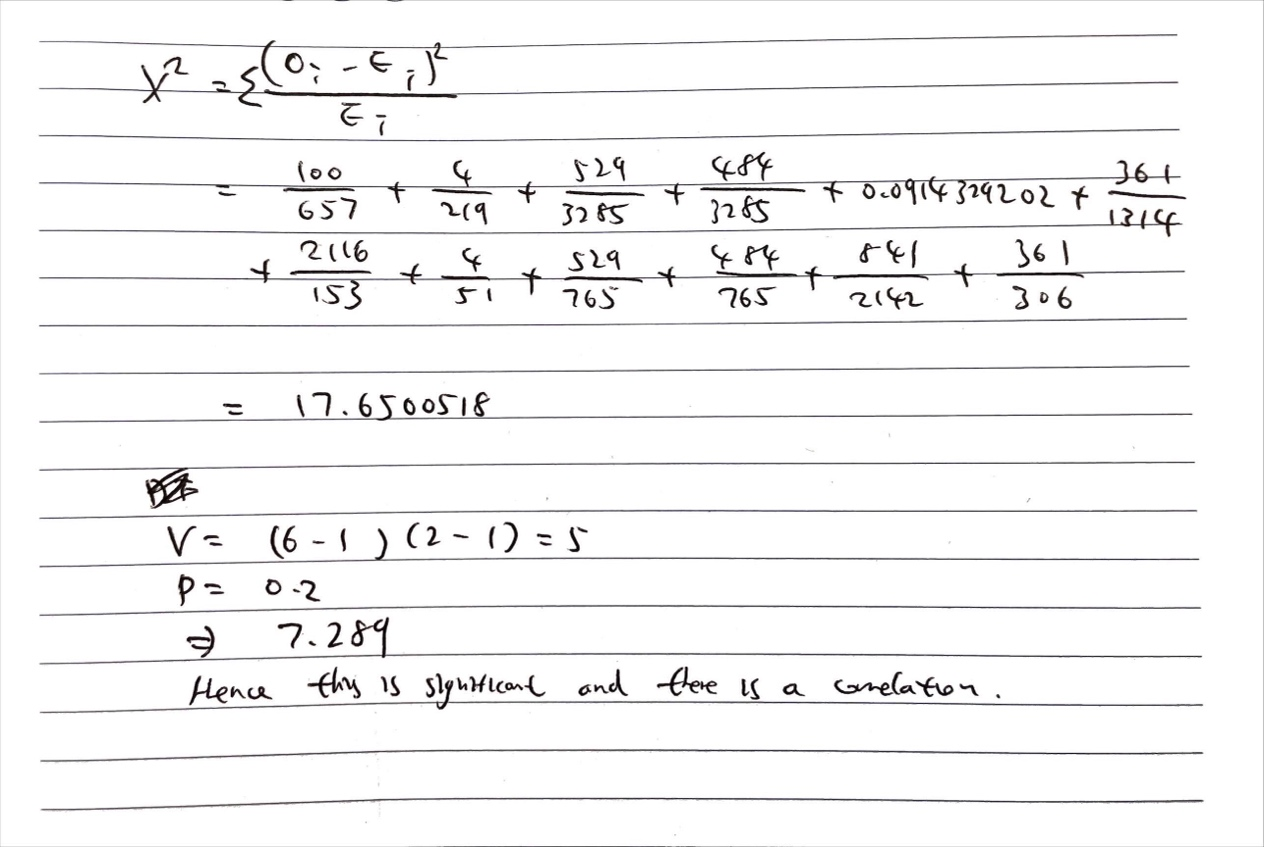 X² = Σ(Oᵢ - Eᵢ)² / Eᵢ
= 100/657 + 4/219 + 529/3285 + 484/3285 + 0.0914329202 + 361/1314
+ 2116/153 + 4/51 + 529/765 + 484/765 + 841/2142 + 361/306
= 17.6500518
V = (6 - 1) (2 - 1) = 5
P = 0.2
⇒ 7.289
Hence this is significant and there is a correlation.